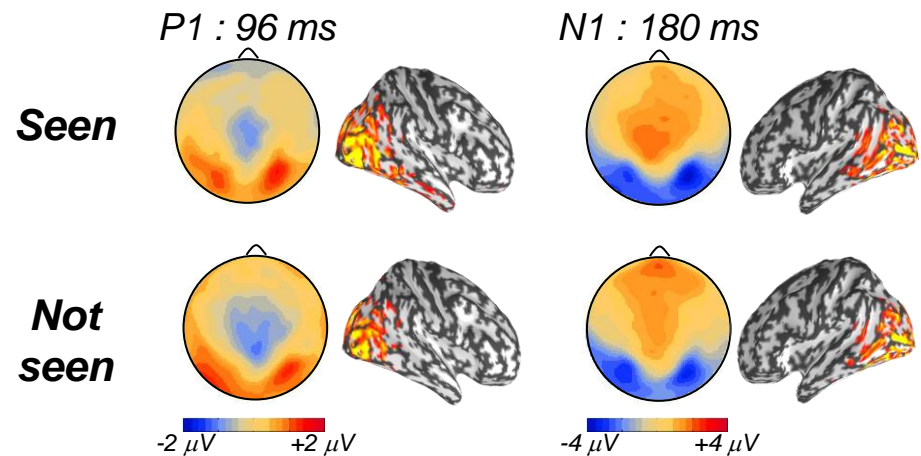 P1 : 96 ms
N1 : 180 ms
Seen
Not
seen
-2 μV
+2 μV
-4 μV
+4 μV